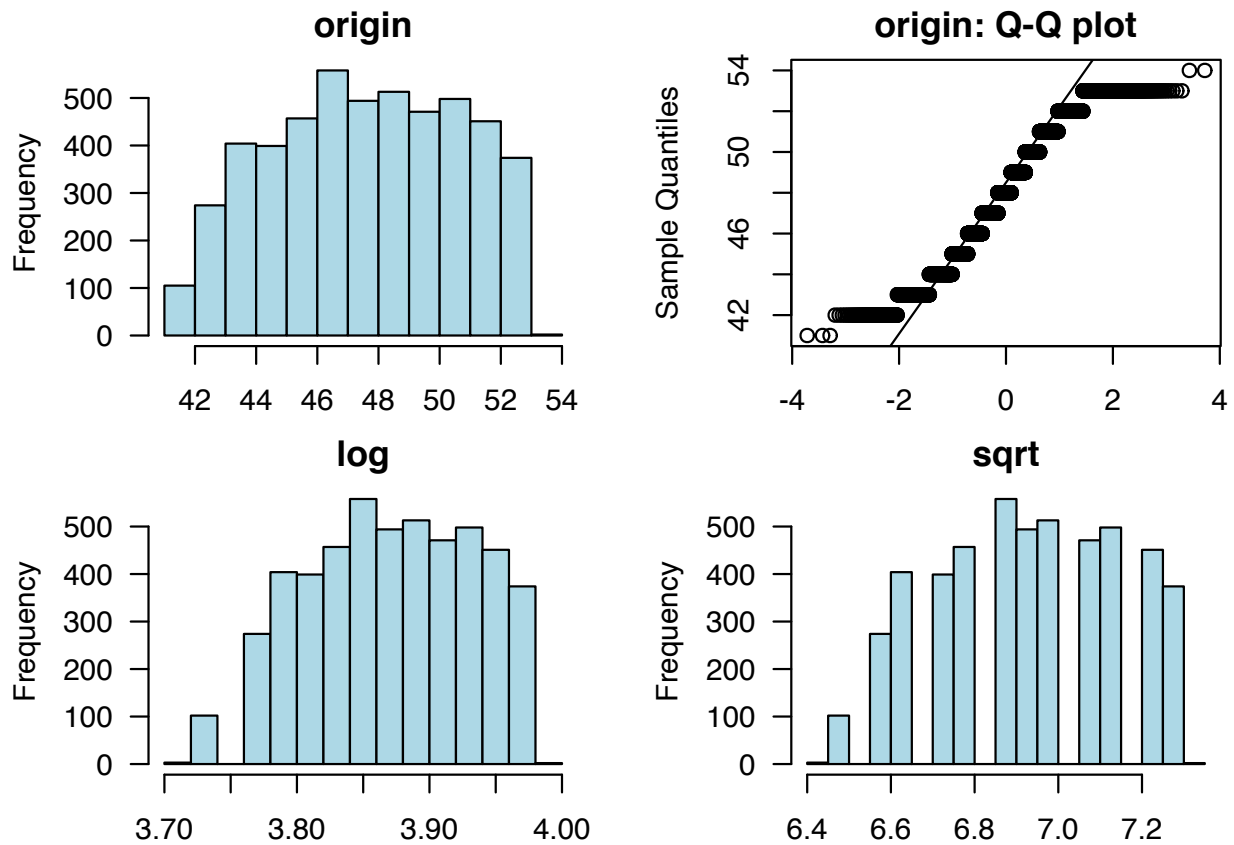 origin
Frequency
500
400
300
200
100
0
42 44 46 48 50 52 54
origin: Q-Q plot
Sample Quantiles
54
50
46
42
-4 -2 0 2 4
log
Frequency
500
400
300
200
100
0
3.70 3.80 3.90 4.00
sqrt
Frequency
500
400
300
200
100
0
6.4 6.6 6.8 7.0 7.2